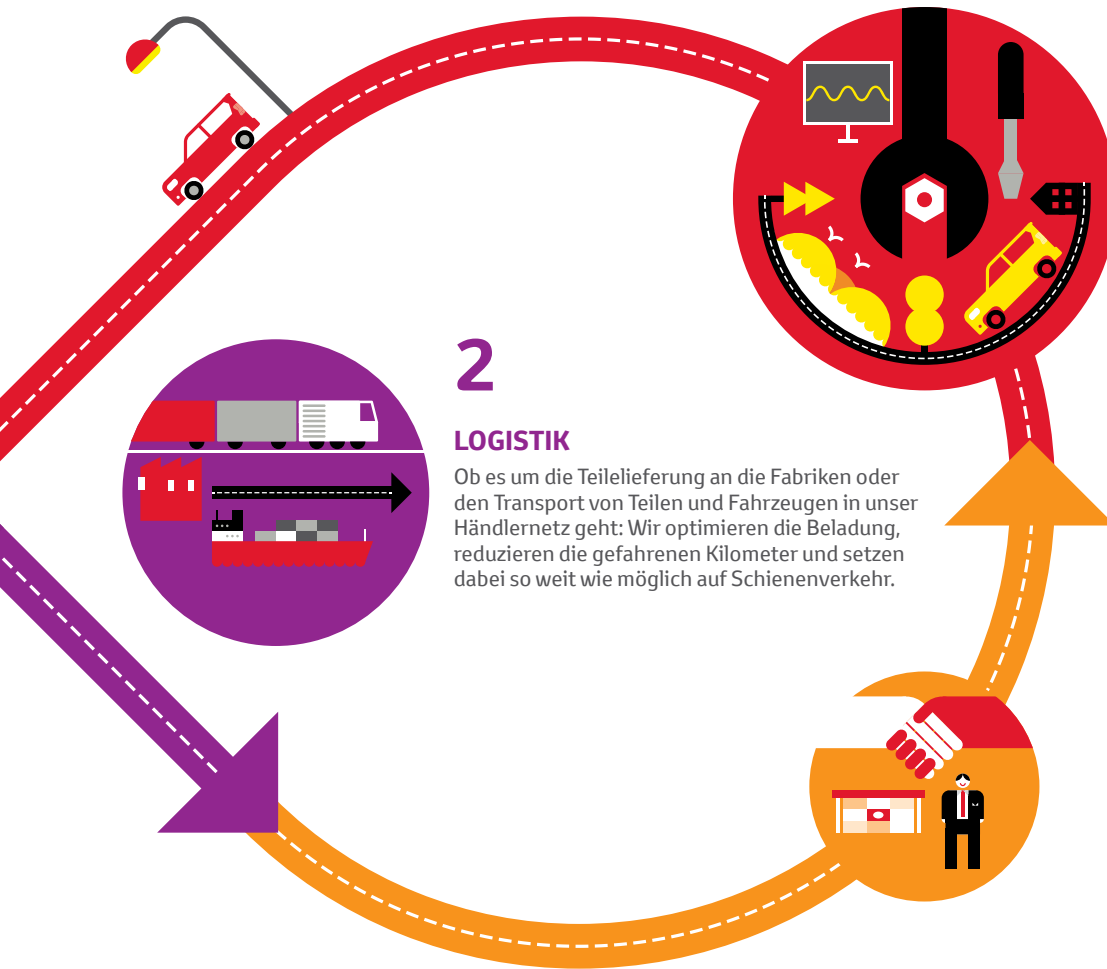 2
LOGISTIK
Ob es um die Teilelieferung an die Fabriken oder
den Transport von Teilen und Fahrzeugen in unser
Händlernetz geht: Wir optimieren die Beladung,
reduzieren die gefahrenen Kilometer und setzen
dabei so weit wie möglich auf Schienenverkehr.